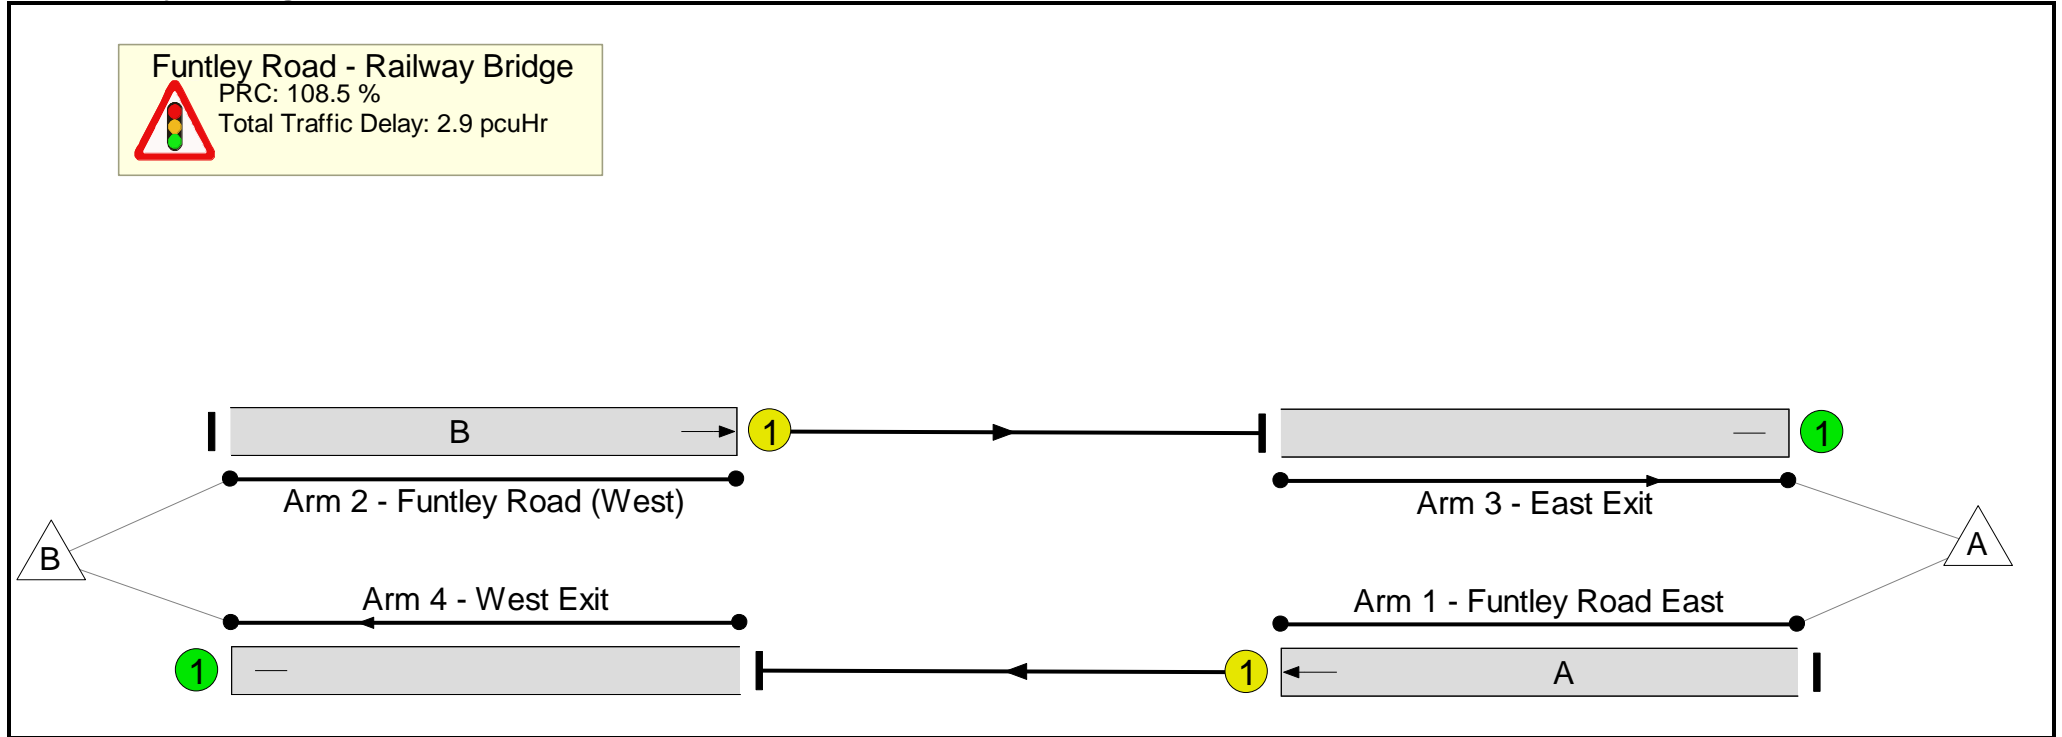 Funtley Road - Railway Bridge
PRC: 108.5 %
Total Traffic Delay: 2.9 pcuHr
B
1
1
Arm 2 - Funtley Road (West)
Arm 3 - East Exit
B
A
Arm 4 - West Exit
Arm 1 - Funtley Road East
1
1
A